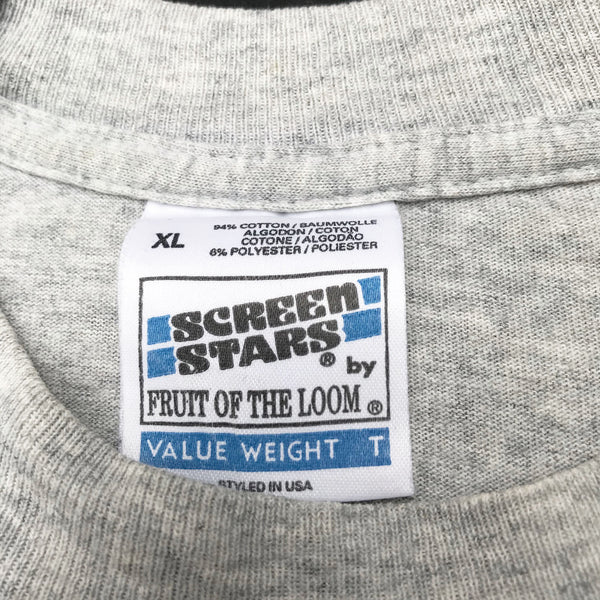 XL
94% COTTON / BAUMWOLLE
ALGODON / COTON
COTONE / ALGODÃO
6% POLYESTER / POLIESTER
SCREEN
STARS ® by
FRUIT OF THE LOOM ®
VALUE WEIGHT T
STYLED IN USA